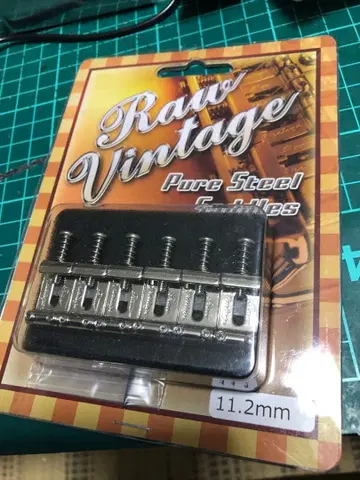 Raw
Vintage
Pure Steel
Saddles
11.2mm